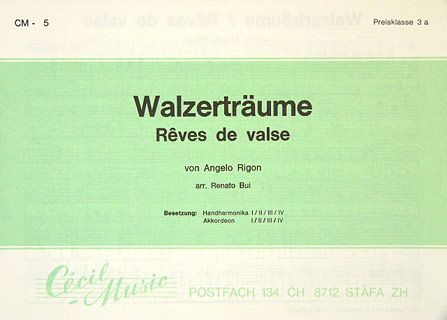 CM - 5
Preisklasse 3 a
Walzerträume
Rêves de valse
von Angelo Rigon
arr. Renato Bui
Besetzung: Handharmonika I / II / III / IV
Akkordeon I / II / III / IV
Cécil-Music
POSTFACH 134 CH 8712 STÄFA ZH